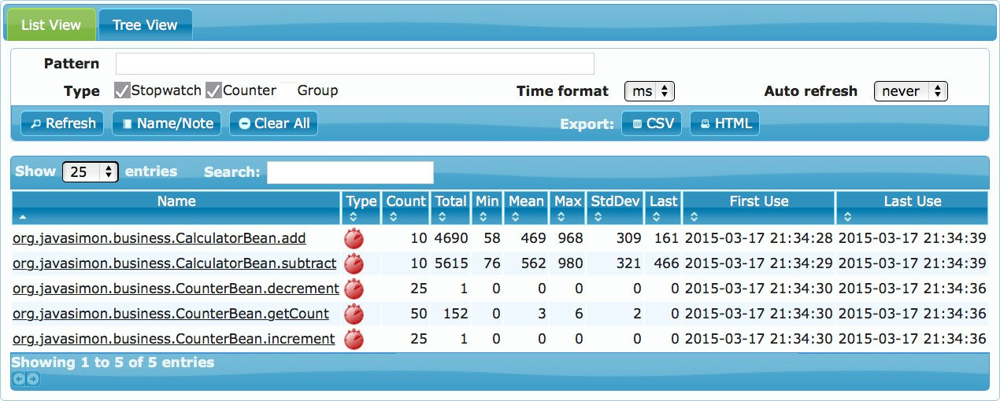 List View Tree View
Pattern
Type Stopwatch Counter Group Time format ms Auto refresh never
Refresh Name/Note Clear All Export: CSV HTML
Show 25 entries Search:
Name Type Count Total Min Mean Max StdDev Last First Use Last Use
org.javasimon.business.CalculatorBean.add 10 4690 58 469 968 309 161 2015-03-17 21:34:28 2015-03-17 21:34:39
org.javasimon.business.CalculatorBean.subtract 10 5615 76 562 980 321 466 2015-03-17 21:34:29 2015-03-17 21:34:39
org.javasimon.business.CounterBean.decrement 25 1 0 0 0 0 0 2015-03-17 21:34:30 2015-03-17 21:34:36
org.javasimon.business.CounterBean.getCount 50 152 0 3 6 2 0 2015-03-17 21:34:30 2015-03-17 21:34:36
org.javasimon.business.CounterBean.increment 25 1 0 0 0 0 0 2015-03-17 21:34:30 2015-03-17 21:34:36
Showing 1 to 5 of 5 entries